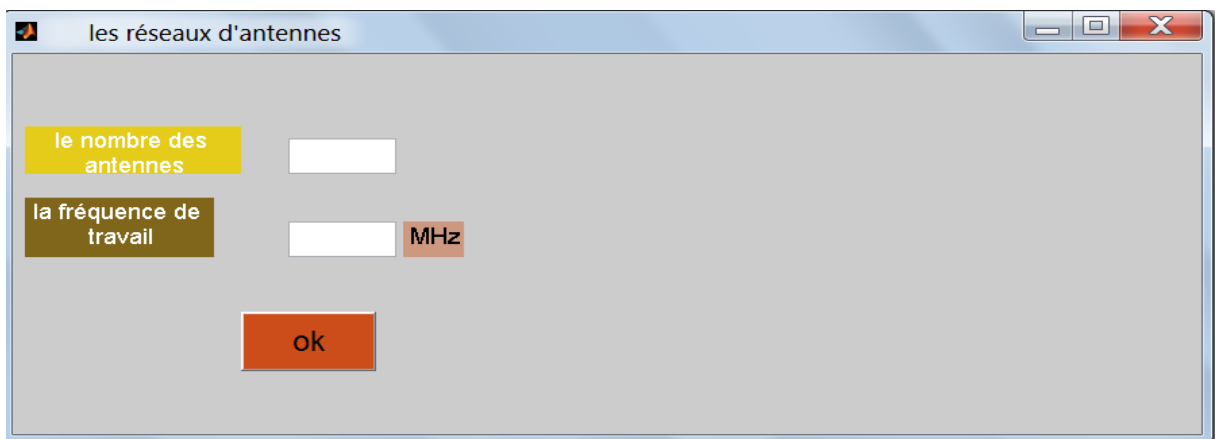 les réseaux d'antennes
le nombre des
antennes
la fréquence de
travail
MHz
ok